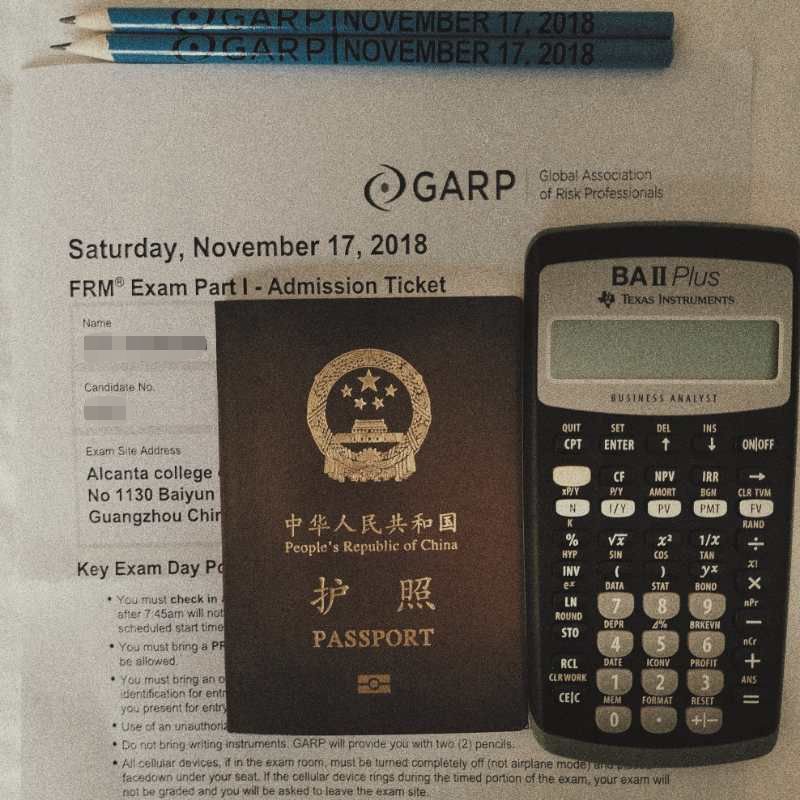 GARP | NOVEMBER 17, 2018
GARP | NOVEMBER 17, 2018
GARP
Global Association
of Risk Professionals
Saturday, November 17, 2018
FRM® Exam Part I - Admission Ticket
Name
Candidate No.
Exam Site Address
Alcanta college
No 1130 Baiyun
Guangzhou
Key Exam Day
• You must check in
after 7:45am will not
scheduled start time
• You must bring a
be allowed.
• You must bring an
identification for
you present for entry
• Use of an
• Do not bring writing instruments. GARP will provide you with two (2) pencils.
• All cellular devices, if in the exam room, must be turned completely off (not airplane mode) and
facedown under your seat. If the cellular device rings during the timed portion of the exam, your exam will
not be graded and you will be asked to leave the exam site.
中华人民共和国
People's Republic of China
护 照
PASSPORT
BA II Plus
TEXAS INSTRUMENTS
BUSINESS ANALYST
QUIT SET DEL INS
CPT ENTER ↑ ↓ ON|OFF
CF NPV IRR →
xP/Y P/Y AMORT BGN CLR TVM
N I/Y PV PMT FV
K RAND
% √x x² 1/x ÷
HYP SIN COS TAN x!
INV ( ) yˣ ×
eˣ DATA STAT BOND nPr
LN 7 8 9 −
ROUND DEPR Δ% BRKEVN nCr
STO 4 5 6 +
DATE ICONV PROFIT ANS
RCL 1 2 3 =
CLR WORK MEM FORMAT RESET
CE|C 0 . +|−